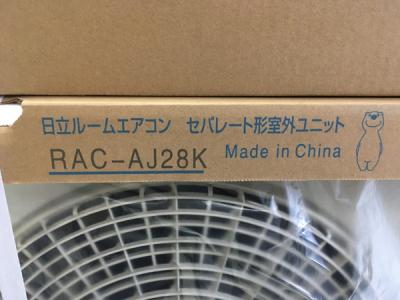 日立ルームエアコン セパレート形室外ユニット
RAC-AJ28K Made in China